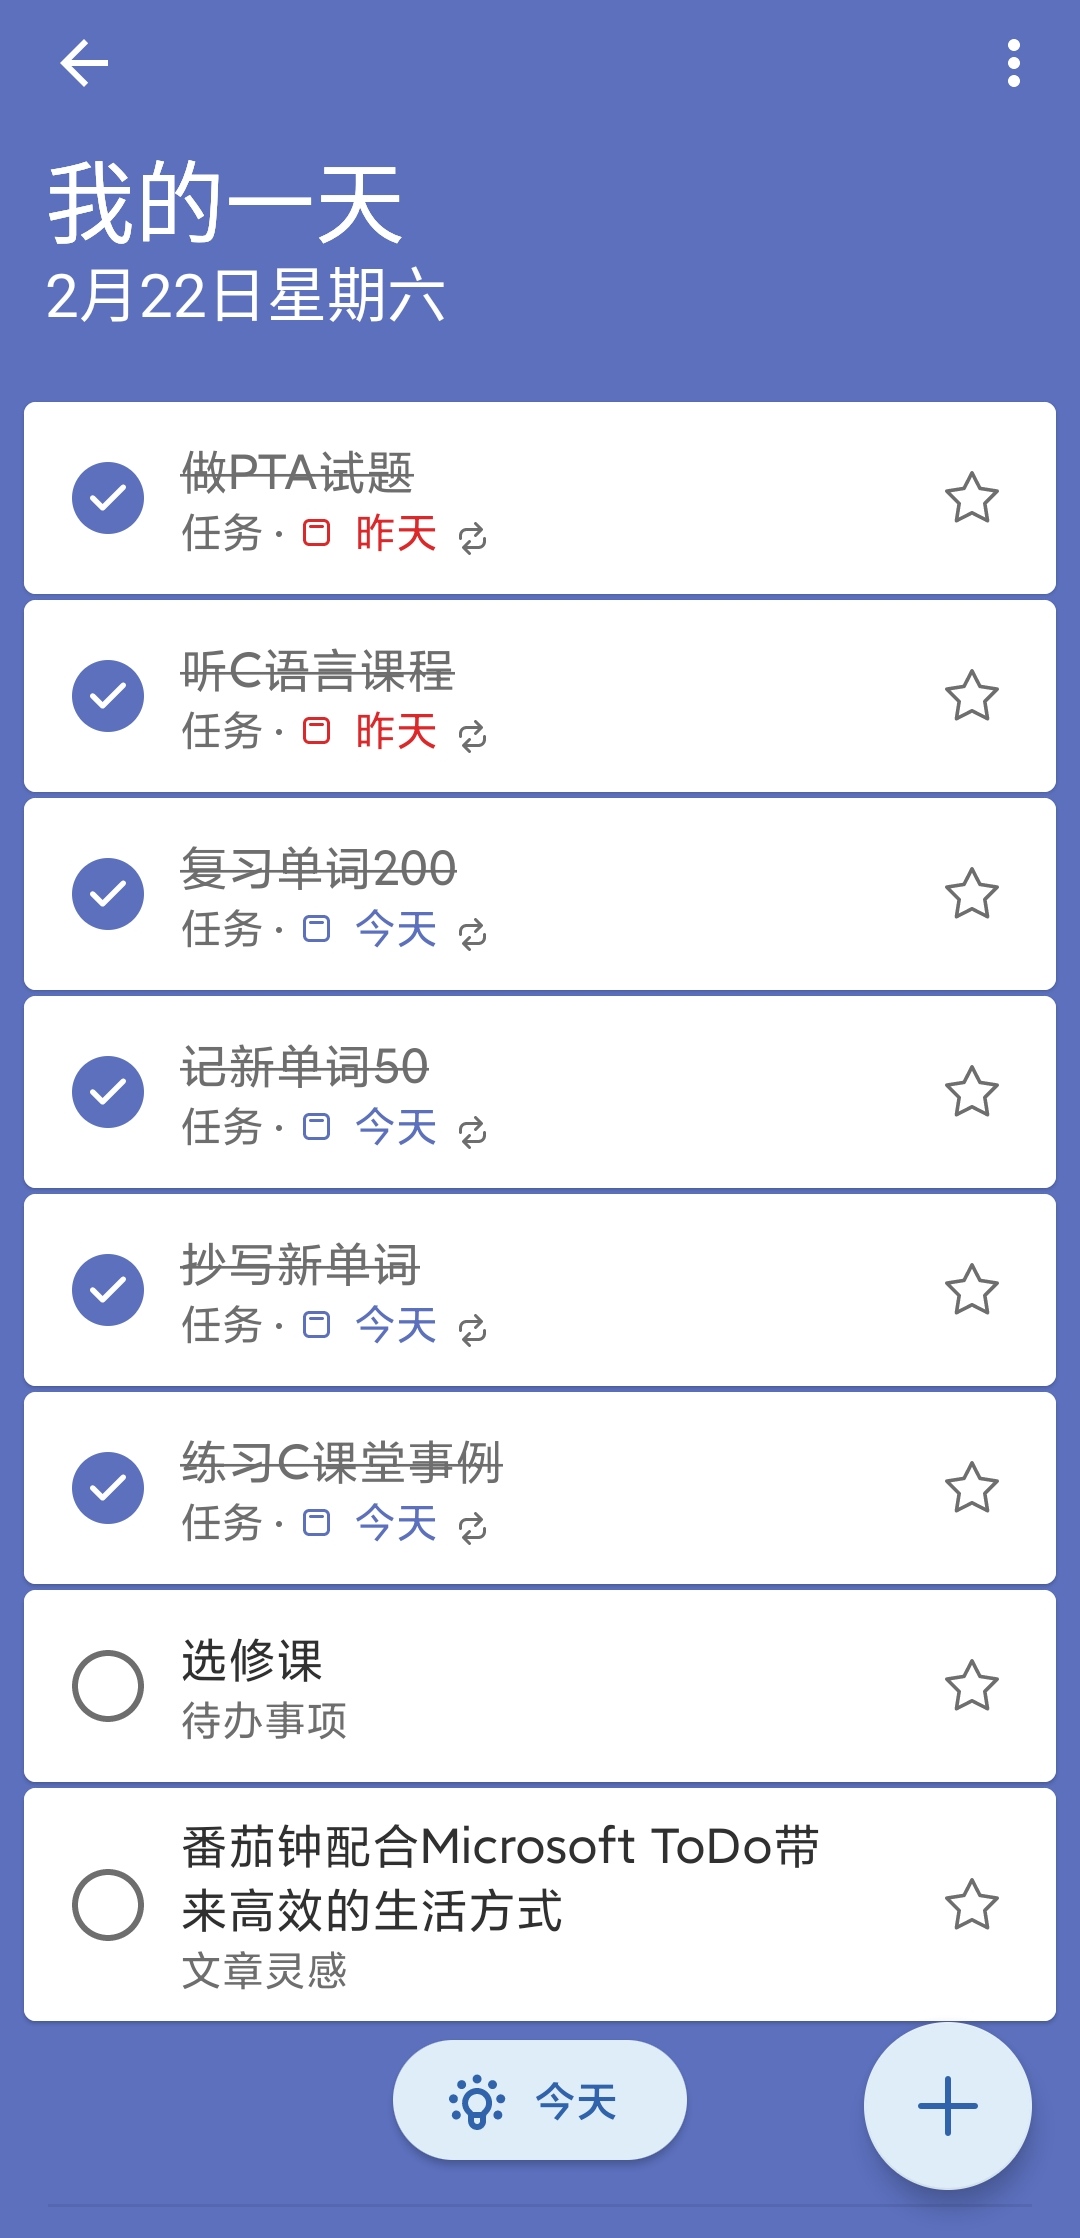 我的一天
2月22日星期六
做PTA试题
任务 · 昨天
听C语言课程
任务 · 昨天
复习单词200
任务 · 今天
记新单词50
任务 · 今天
抄写新单词
任务 · 今天
练习C课堂事例
任务 · 今天
选修课
待办事项
番茄钟配合Microsoft ToDo带
来高效的生活方式
文章灵感
今天